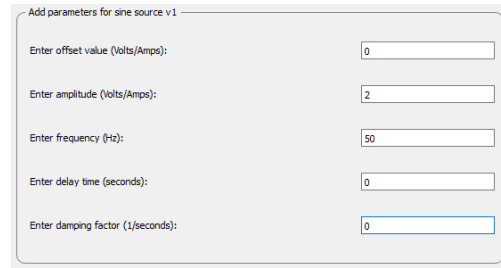 Add parameters for sine source v1
Enter offset value (Volts/Amps): 0
Enter amplitude (Volts/Amps): 2
Enter frequency (Hz): 50
Enter delay time (seconds): 0
Enter damping factor (1/seconds): 0